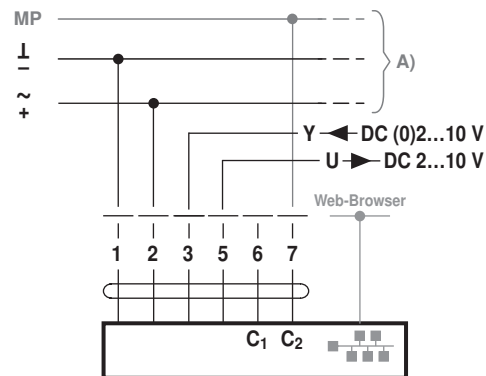 MP
⊥
–
~
+
A)
Y DC (0)2…10 V
U DC 2…10 V
Web-Browser
1 2 3 5 6 7
C1 C2